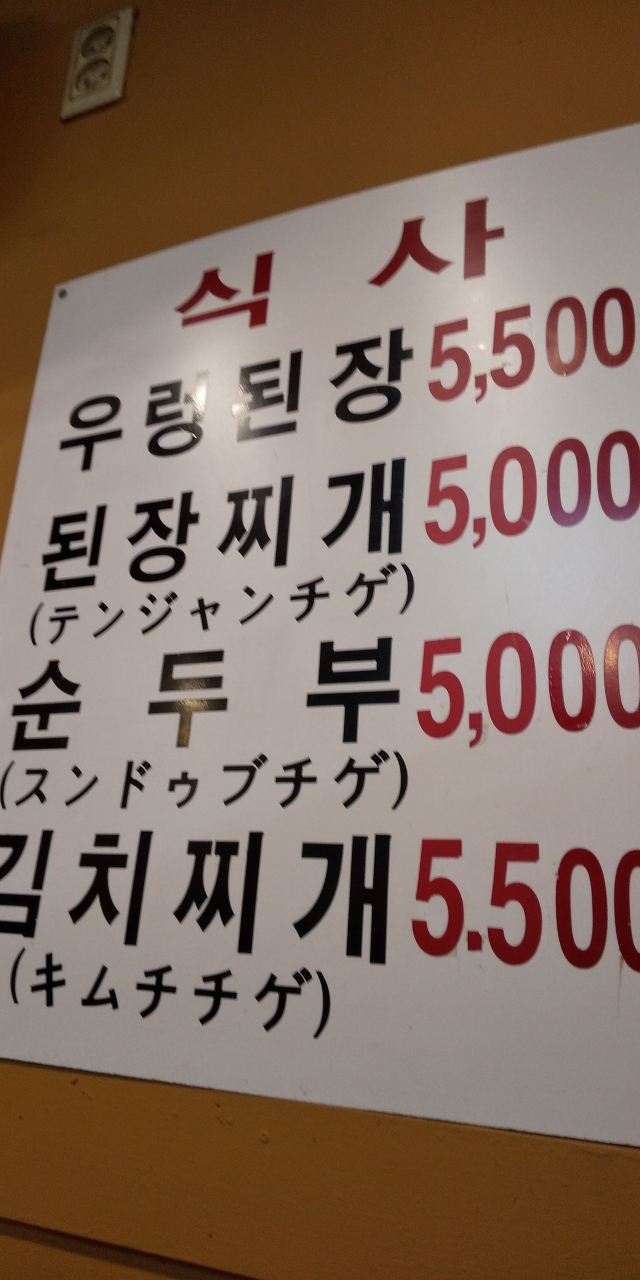 식 사
우렁된장 5,500
된장찌개 5,000
(テンジャンチゲ)
순 두 부 5,000
(スンドゥブチゲ)
김치찌개 5.500
(キムチチゲ)